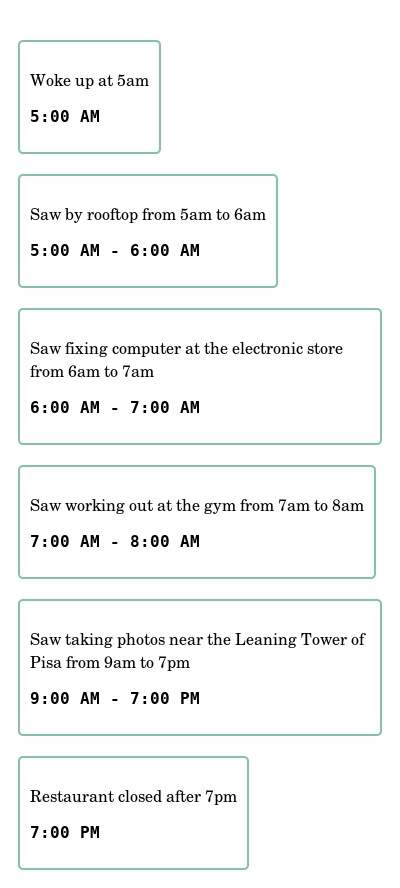 Woke up at 5am
5:00 AM
Saw by rooftop from 5am to 6am
5:00 AM - 6:00 AM
Saw fixing computer at the electronic store
from 6am to 7am
6:00 AM - 7:00 AM
Saw working out at the gym from 7am to 8am
7:00 AM - 8:00 AM
Saw taking photos near the Leaning Tower of
Pisa from 9am to 7pm
9:00 AM - 7:00 PM
Restaurant closed after 7pm
7:00 PM